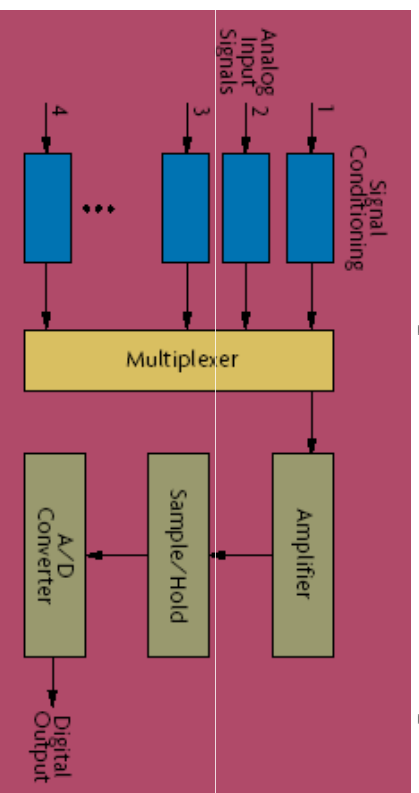 Analog
Input
Signals
1
2
3
4
Signal
Conditioning
Multiplexer
Amplifier
Sample/Hold
A/D
Converter
Digital
Output